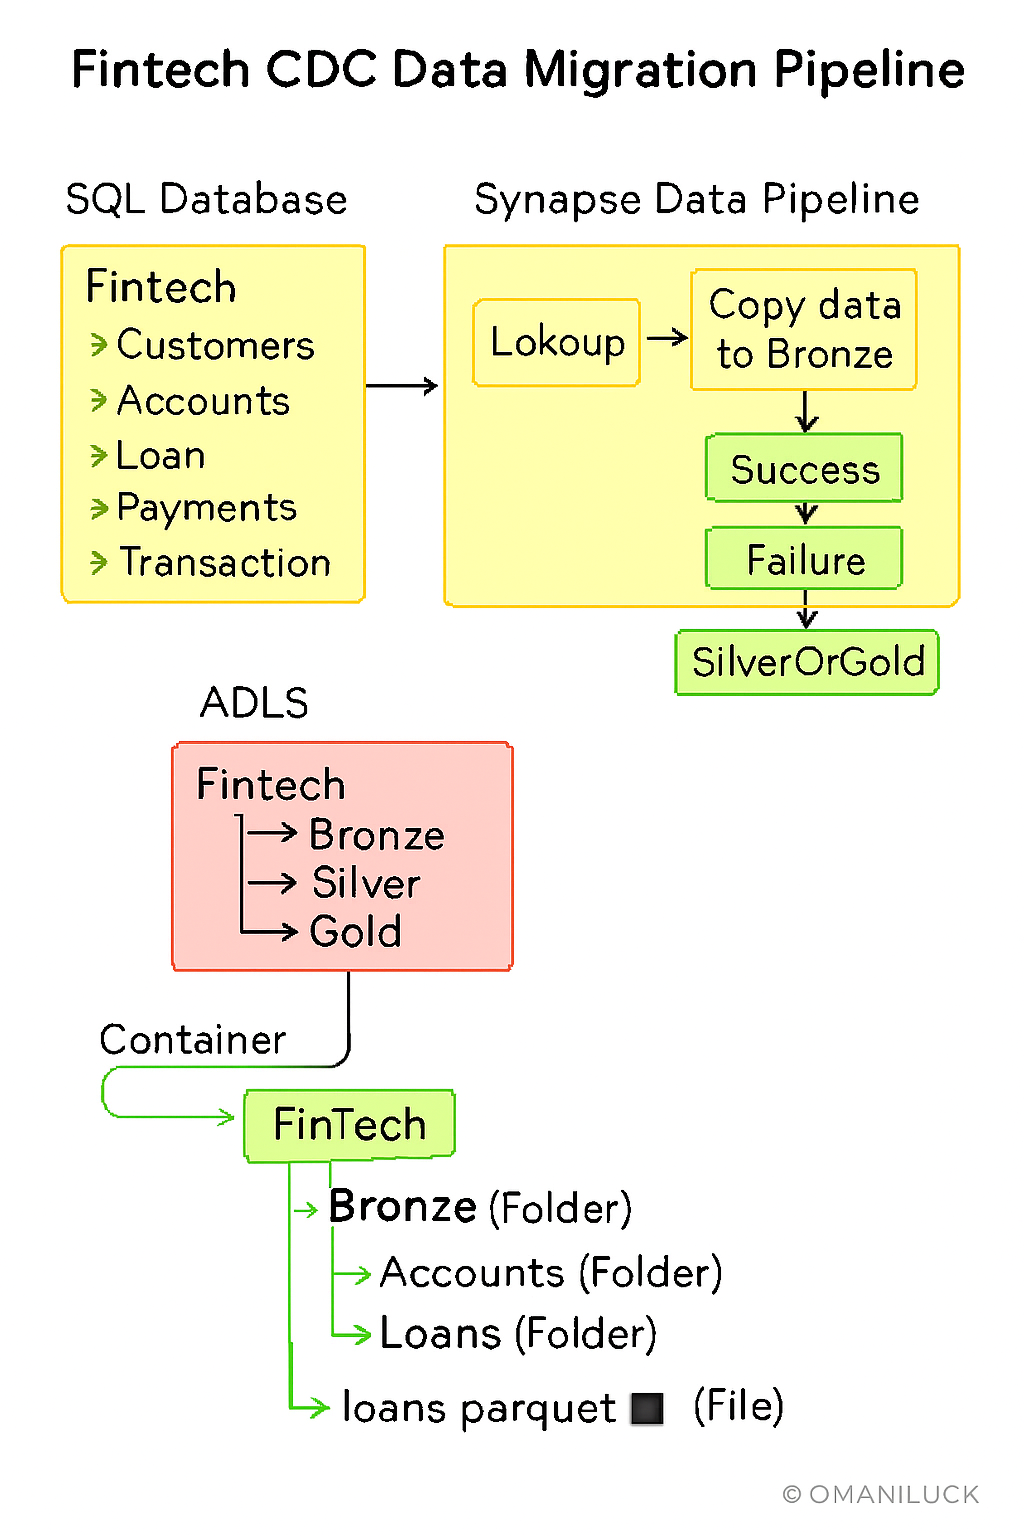 Fintech CDC Data Migration Pipeline
SQL Database
Fintech
Customers
Accounts
Loan
Payments
Transaction
Synapse Data Pipeline
Lokoup
Copy data
to Bronze
Success
Failure
SilverOrGold
ADLS
Fintech
Bronze
Silver
Gold
Container
FinTech
Bronze (Folder)
Accounts (Folder)
Loans (Folder)
loans parquet (File)
© OMANILUCK